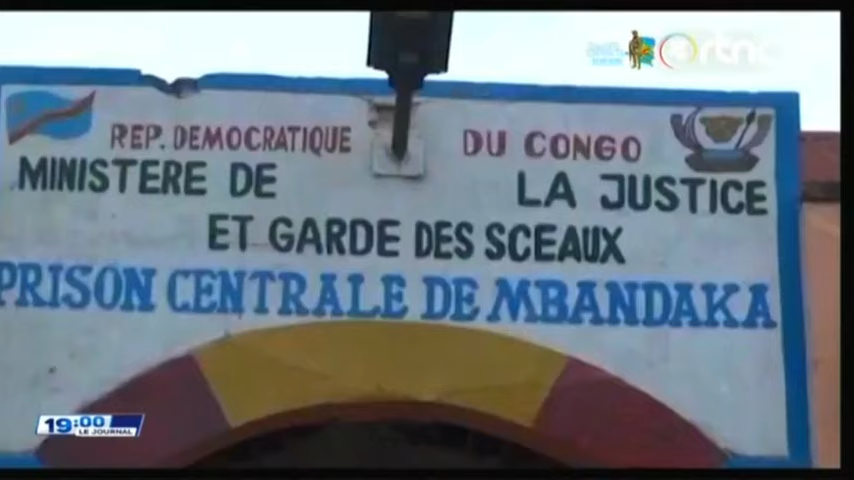 rtnc
REP. DEMOCRATIQUE DU CONGO
MINISTERE DE LA JUSTICE
ET GARDE DES SCEAUX
PRISON CENTRALE DE MBANDAKA
19:00
LE JOURNAL